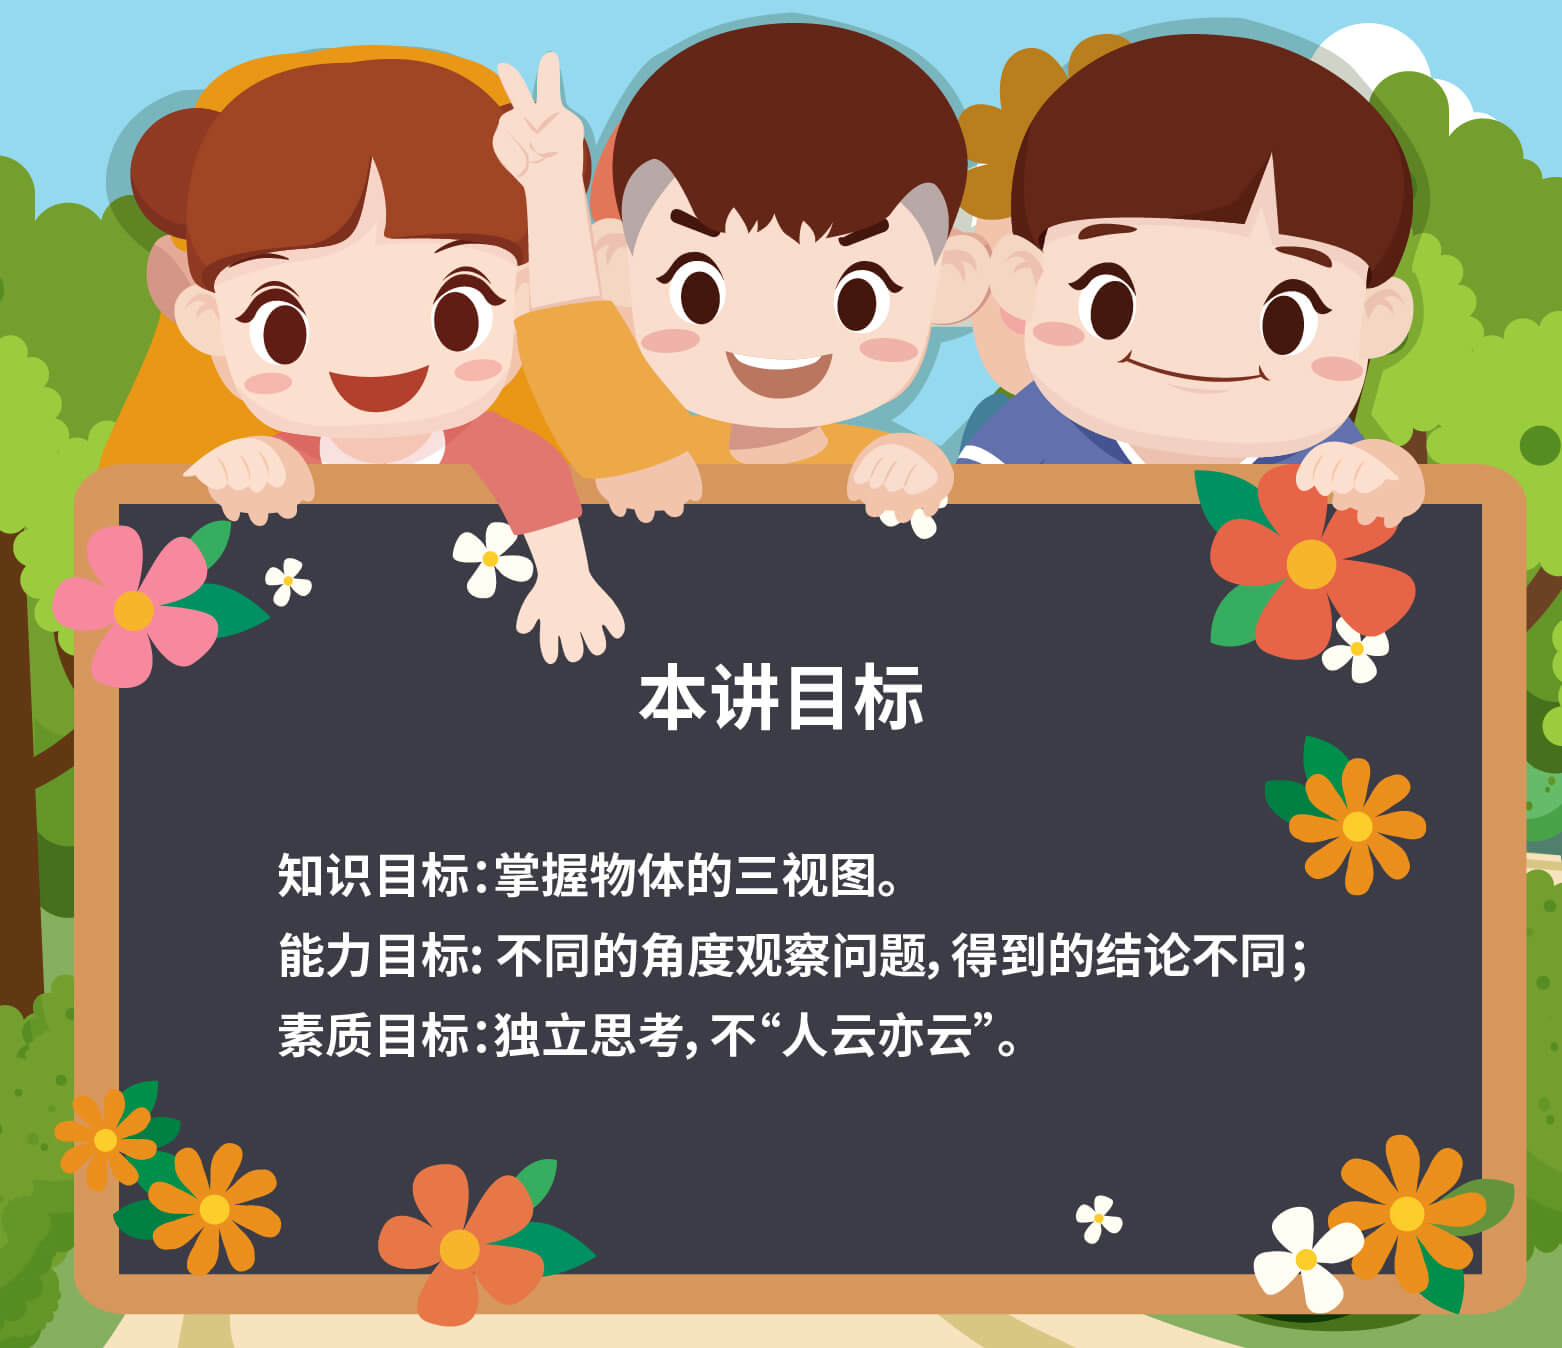 本讲目标
知识目标：掌握物体的三视图。
能力目标: 不同的角度观察问题，得到的结论不同；
素质目标：独立思考，不“人云亦云”。